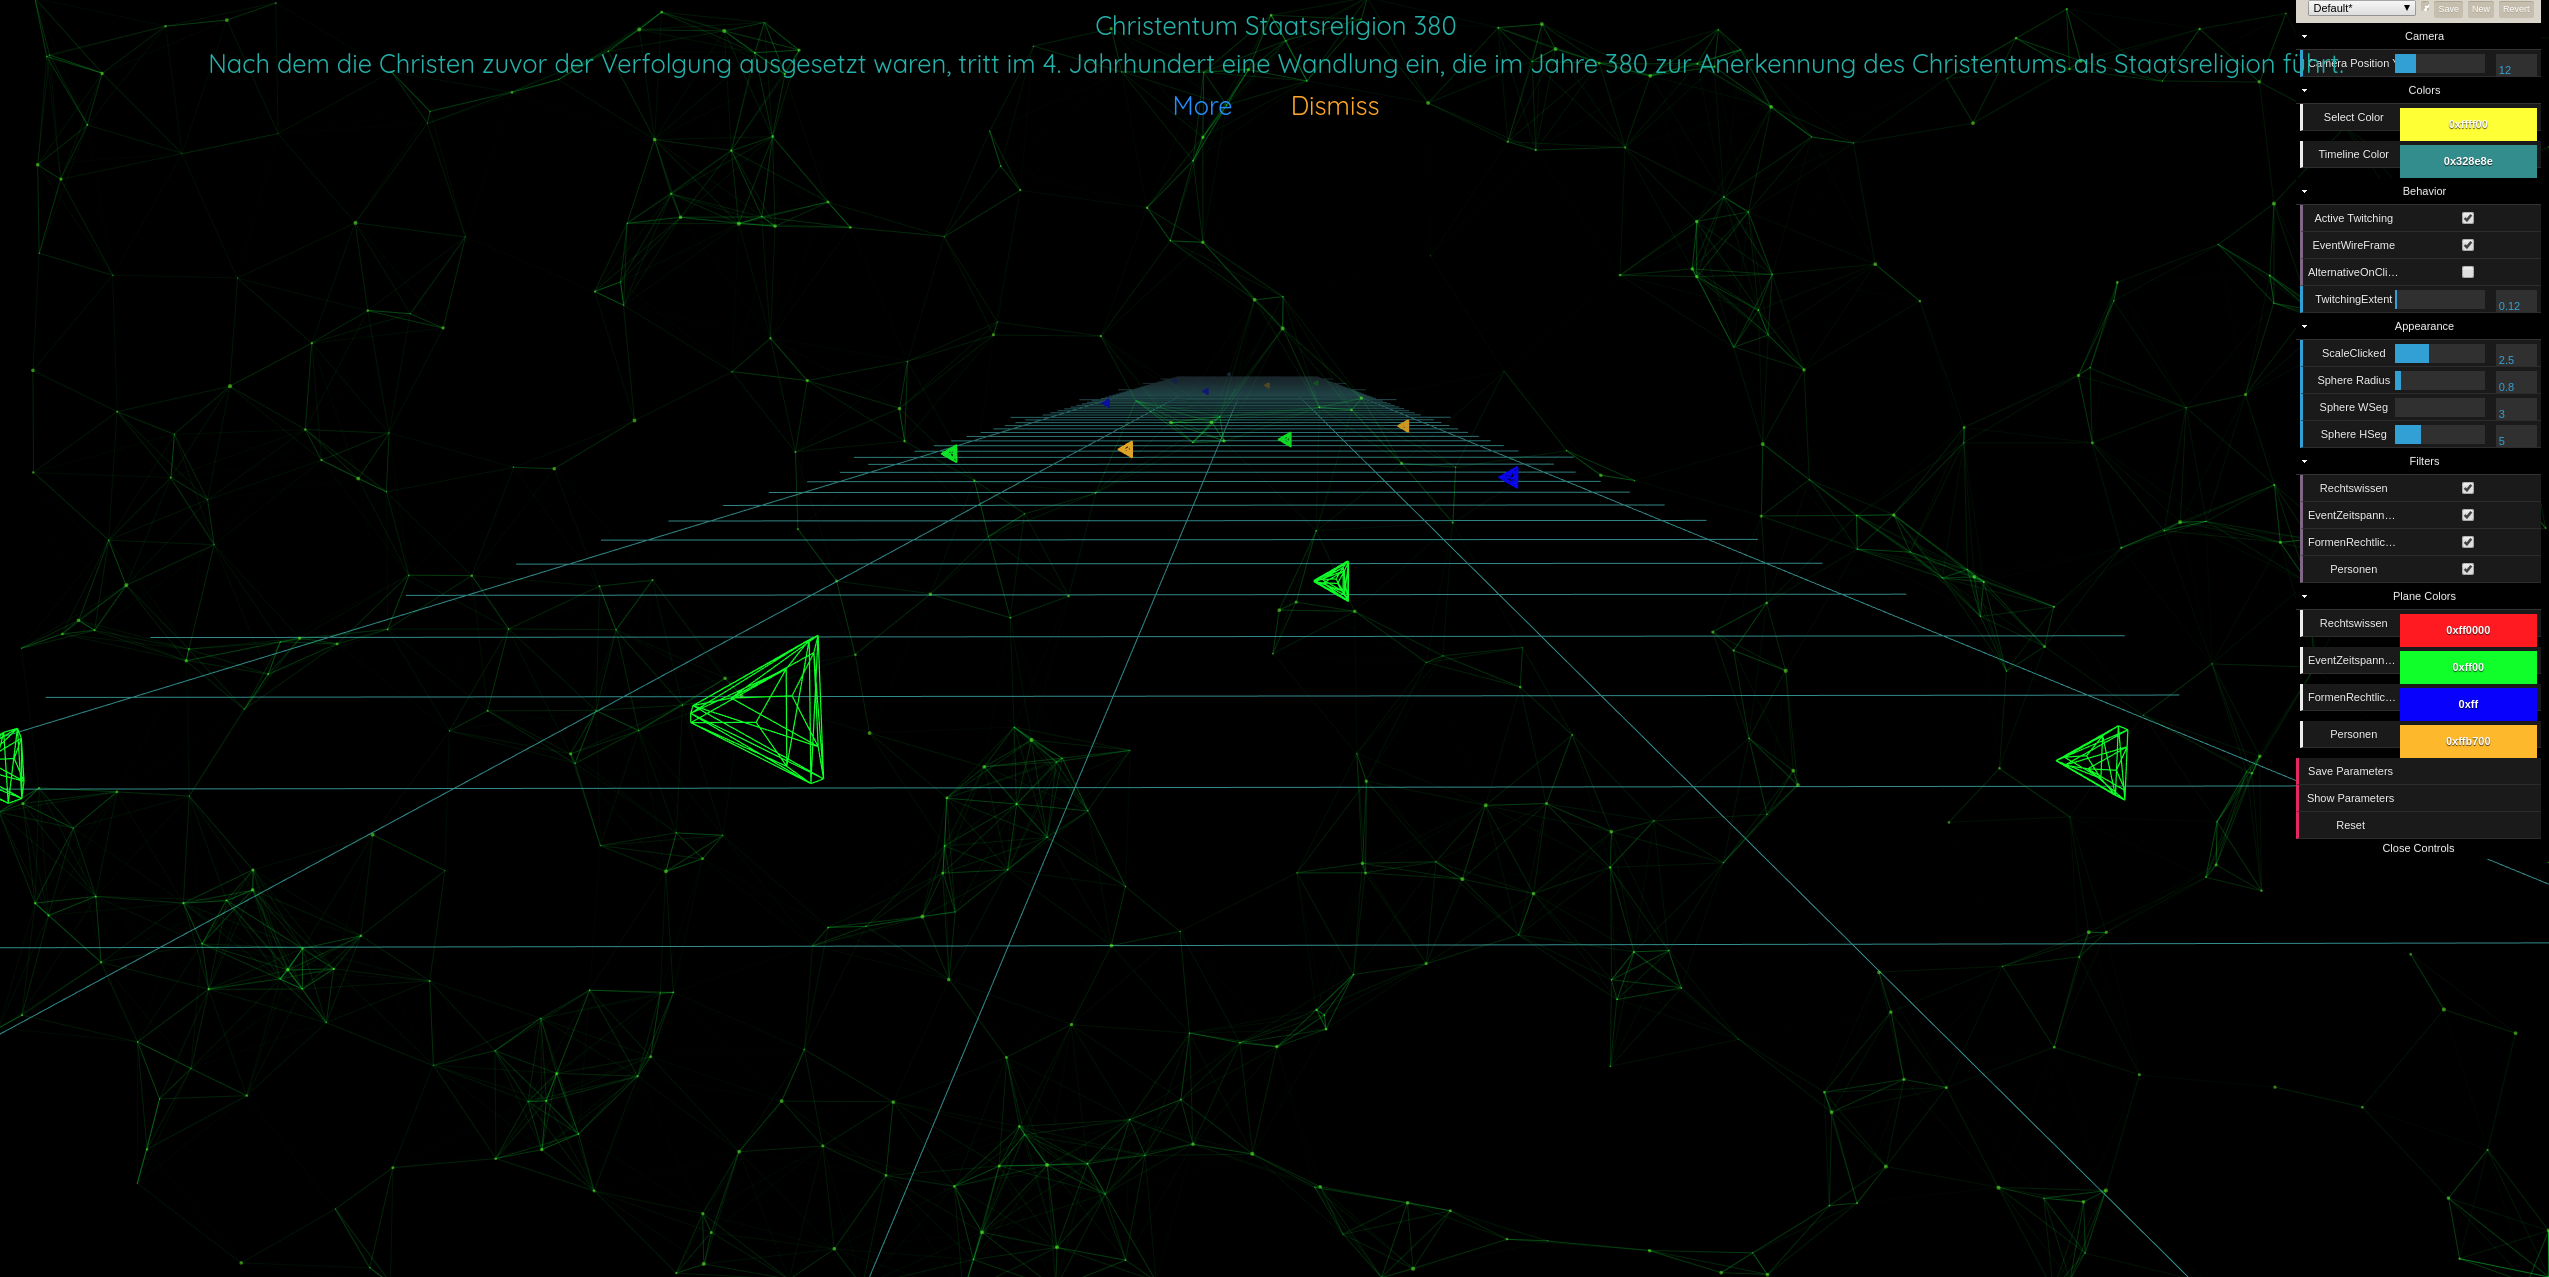 Christentum Staatsreligion 380
Nach dem die Christen zuvor der Verfolgung ausgesetzt waren, tritt im 4. Jahrhundert eine Wandlung ein, die im Jahre 380 zur Anerkennung des Christentums als Staatsreligion führt.
More Dismiss
Default* Save New Revert
Camera
Camera Position Y 12
Colors
Select Color 0xffff00
Timeline Color 0x328e8e
Behavior
Active Twitching
EventWireFrame
AlternativeOnCli...
TwitchingExtent 0.12
Appearance
ScaleClicked 2.5
Sphere Radius 0.8
Sphere WSeg 3
Sphere HSeg 5
Filters
Rechtswissen
EventZeitspann...
FormenRechtlic...
Personen
Plane Colors
Rechtswissen 0xff0000
EventZeitspann... 0xff00
FormenRechtlic... 0xff
Personen 0xffb700
Save Parameters
Show Parameters
Reset
Close Controls